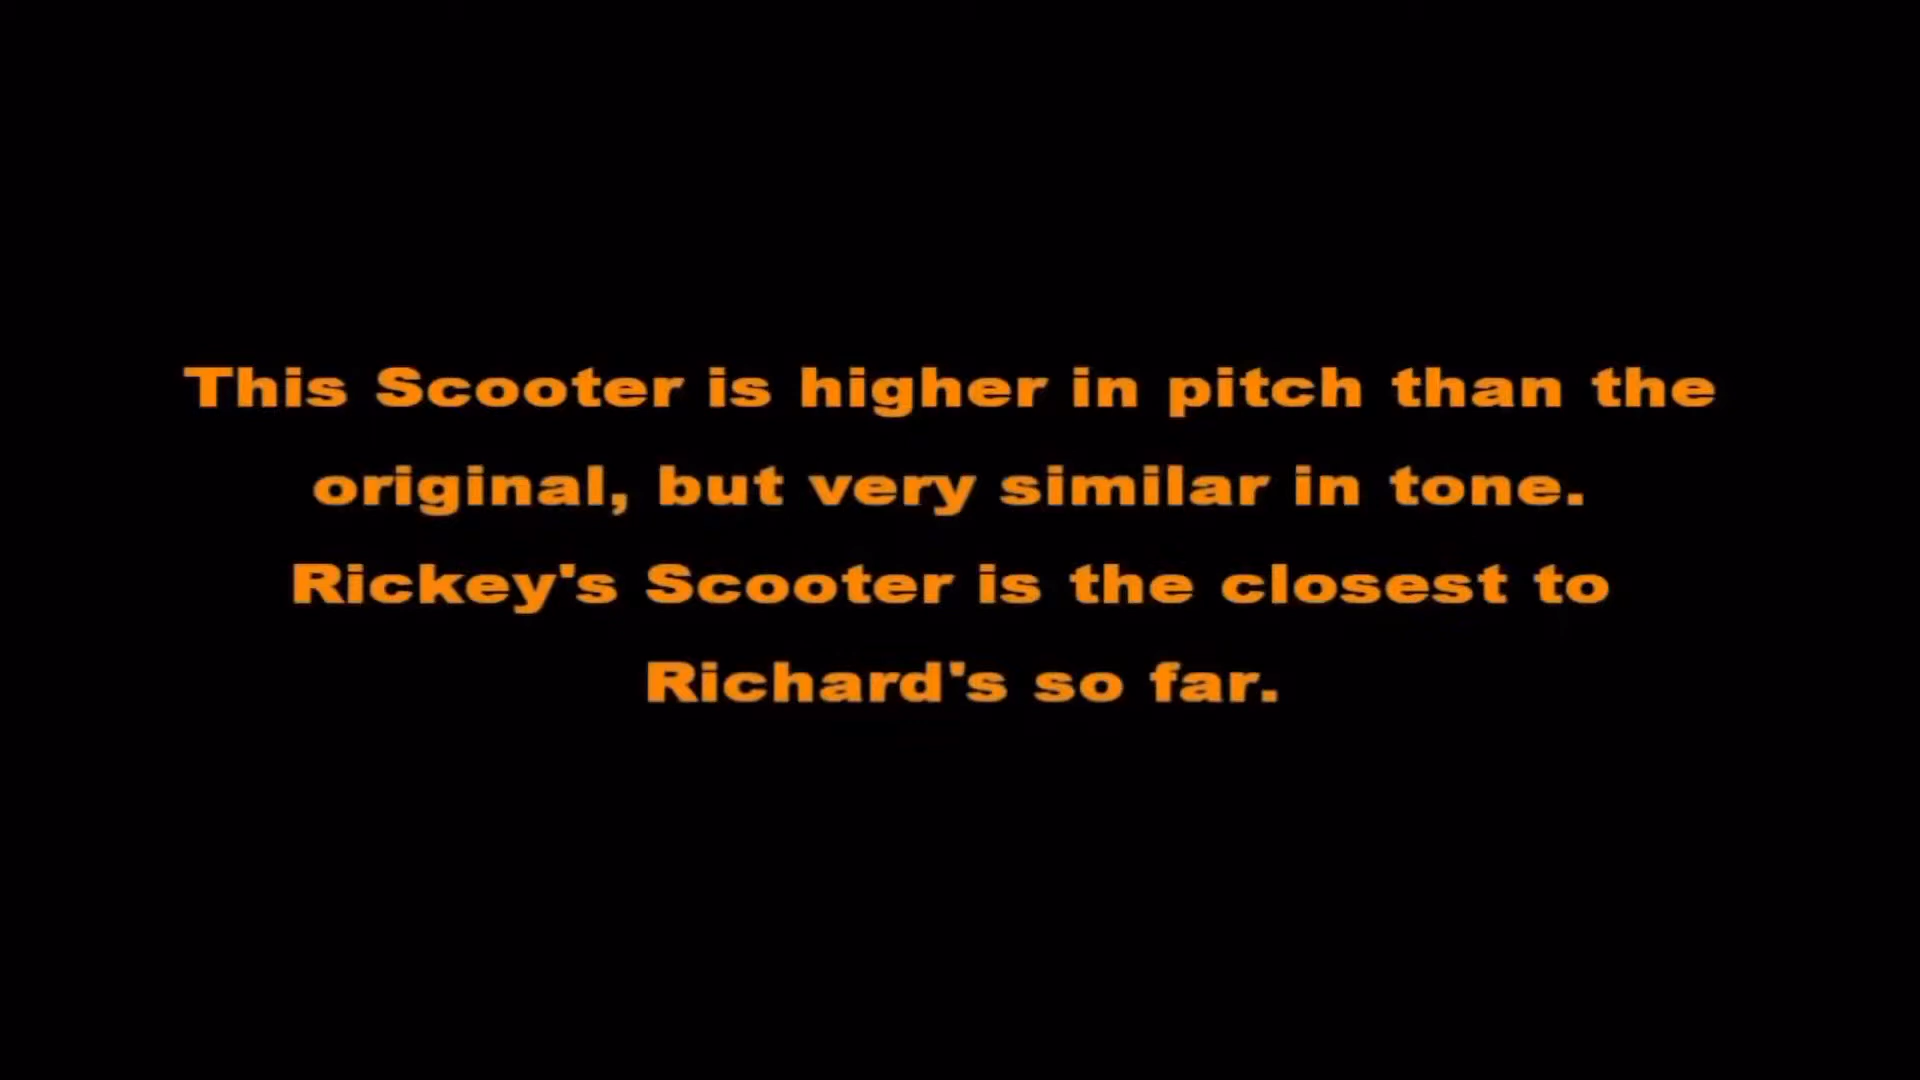 This Scooter is higher in pitch than the
original, but very similar in tone.
Rickey's Scooter is the closest to
Richard's so far.